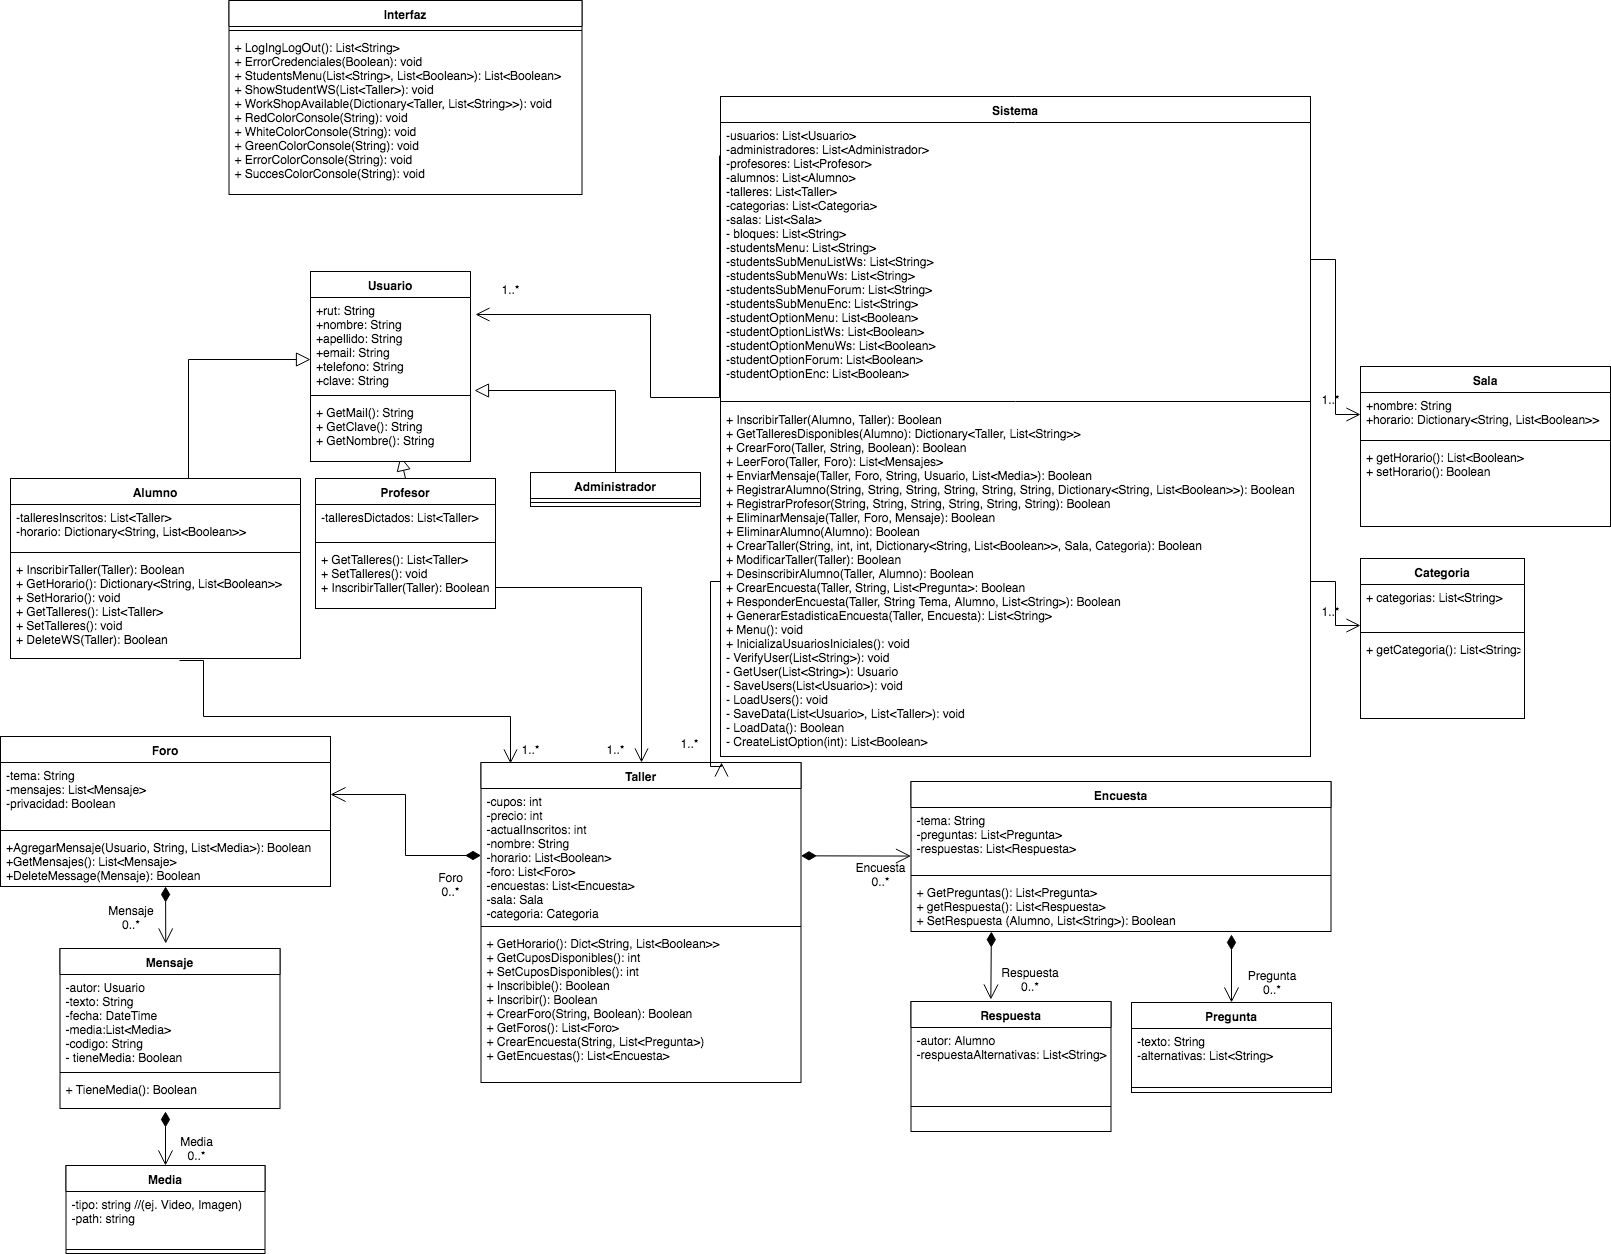 Interfaz
+ LogIngLogOut(): List<String>
+ ErrorCredenciales(Boolean): void
+ StudentsMenu(List<String>, List<Boolean>): List<Boolean>
+ ShowStudentWS(List<Taller>): void
+ WorkShopAvailable(Dictionary<Taller, List<String>>): void
+ RedColorConsole(String): void
+ WhiteColorConsole(String): void
+ GreenColorConsole(String): void
+ ErrorColorConsole(String): void
+ SuccesColorConsole(String): void
Sistema
-usuarios: List<Usuario>
-administradores: List<Administrador>
-profesores: List<Profesor>
-alumnos: List<Alumno>
-talleres: List<Taller>
-categorias: List<Categoria>
-salas: List<Sala>
- bloques: List<String>
-studentsMenu: List<String>
-studentsSubMenuListWs: List<String>
-studentsSubMenuWs: List<String>
-studentsSubMenuForum: List<String>
-studentsSubMenuEnc: List<String>
-studentOptionMenu: List<Boolean>
-studentOptionListWs: List<Boolean>
-studentOptionMenuWs: List<Boolean>
-studentOptionForum: List<Boolean>
-studentOptionEnc: List<Boolean>
+ InscribirTaller(Alumno, Taller): Boolean
+ GetTalleresDisponibles(Alumno): Dictionary<Taller, List<String>>
+ CrearForo(Taller, String, Boolean): Boolean
+ LeerForo(Taller, Foro): List<Mensajes>
+ EnviarMensaje(Taller, Foro, String, Usuario, List<Media>): Boolean
+ RegistrarAlumno(String, String, String, String, String, String, Dictionary<String, List<Boolean>>): Boolean
+ RegistrarProfesor(String, String, String, String, String, String): Boolean
+ EliminarMensaje(Taller, Foro, Mensaje): Boolean
+ EliminarAlumno(Alumno): Boolean
+ CrearTaller(String, int, int, Dictionary<String, List<Boolean>>, Sala, Categoria): Boolean
+ ModificarTaller(Taller): Boolean
+ DesinscribirAlumno(Taller, Alumno): Boolean
+ CrearEncuesta(Taller, String, List<Pregunta>: Boolean
+ ResponderEncuesta(Taller, String Tema, Alumno, List<String>): Boolean
+ GenerarEstadisticaEncuesta(Taller, Encuesta): List<String>
+ Menu(): void
+ InicializaUsuariosIniciales(): void
- VerifyUser(List<String>): void
- GetUser(List<String>): Usuario
- SaveUsers(List<Usuario>): void
- LoadUsers(): void
- SaveData(List<Usuario>, List<Taller>): void
- LoadData(): Boolean
- CreateListOption(int): List<Boolean>
Usuario
+rut: String
+nombre: String
+apellido: String
+email: String
+telefono: String
+clave: String
+ GetMail(): String
+ GetClave(): String
+ GetNombre(): String
1..*
1..*
Sala
+nombre: String
+horario: Dictionary<String, List<Boolean>>
+ getHorario(): List<Boolean>
+ setHorario(): Boolean
Alumno
-talleresInscritos: List<Taller>
-horario: Dictionary<String, List<Boolean>>
+ InscribirTaller(Taller): Boolean
+ GetHorario(): Dictionary<String, List<Boolean>>
+ SetHorario(): void
+ GetTalleres(): List<Taller>
+ SetTalleres(): void
+ DeleteWS(Taller): Boolean
Profesor
-talleresDictados: List<Taller>
+ GetTalleres(): List<Taller>
+ SetTalleres(): void
+ InscribirTaller(Taller): Boolean
Administrador
Categoria
+ categorias: List<String>
+ getCategoria(): List<String>
1..*
1..*
1..*
1..*
Foro
-tema: String
-mensajes: List<Mensaje>
-privacidad: Boolean
+AgregarMensaje(Usuario, String, List<Media>): Boolean
+GetMensajes(): List<Mensaje>
+DeleteMessage(Mensaje): Boolean
Foro
0..*
Taller
-cupos: int
-precio: int
-actualInscritos: int
-nombre: String
-horario: List<Boolean>
-foro: List<Foro>
-encuestas: List<Encuesta>
-sala: Sala
-categoria: Categoria
+ GetHorario(): Dict<String, List<Boolean>>
+ GetCuposDisponibles(): int
+ SetCuposDisponibles(): int
+ Inscribible(): Boolean
+ Inscribir(): Boolean
+ CrearForo(String, Boolean): Boolean
+ GetForos(): List<Foro>
+ CrearEncuesta(String, List<Pregunta>)
+ GetEncuestas(): List<Encuesta>
Encuesta
0..*
Encuesta
-tema: String
-preguntas: List<Pregunta>
-respuestas: List<Respuesta>
+ GetPreguntas(): List<Pregunta>
+ getRespuesta(): List<Respuesta>
+ SetRespuesta (Alumno, List<String>): Boolean
Mensaje
0..*
Mensaje
-autor: Usuario
-texto: String
-fecha: DateTime
-media:List<Media>
-codigo: String
- tieneMedia: Boolean
+ TieneMedia(): Boolean
Respuesta
0..*
Pregunta
0..*
Respuesta
-autor: Alumno
-respuestaAlternativas: List<String>
Pregunta
-texto: String
-alternativas: List<String>
Media
0..*
Media
-tipo: string //(ej. Video, Imagen)
-path: string